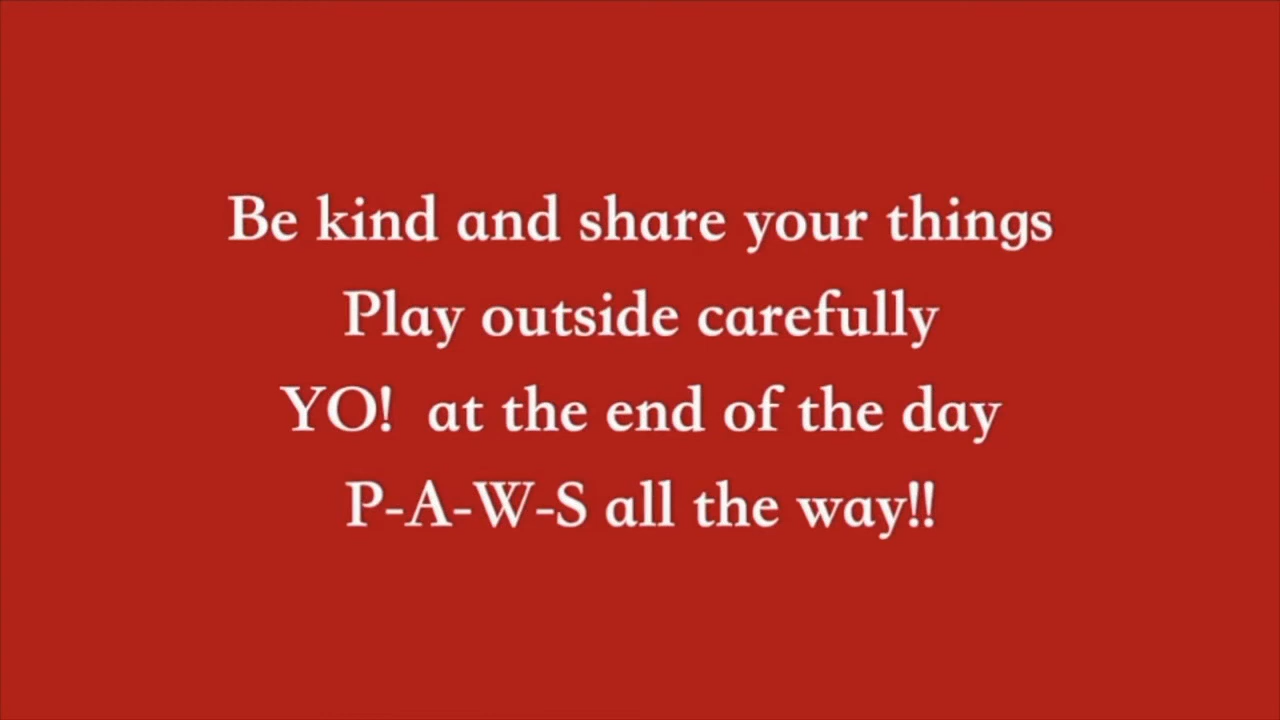 Be kind and share your things
Play outside carefully
YO!  at the end of the day
P-A-W-S all the way!!